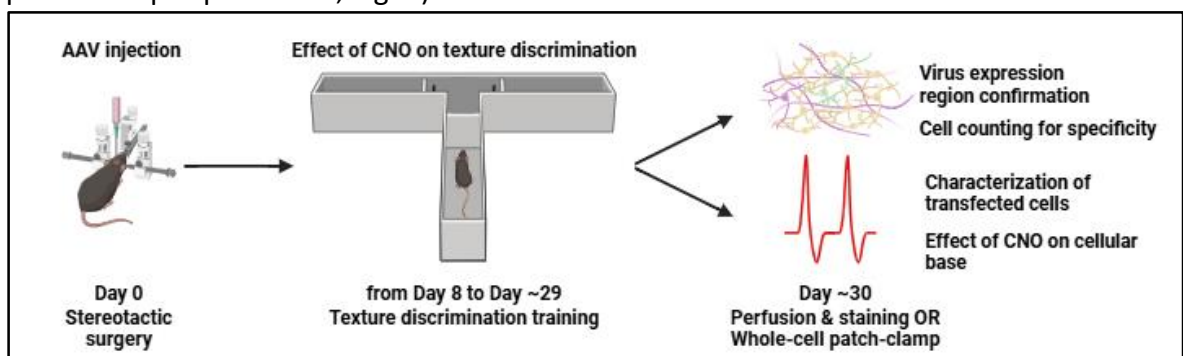 AAV injection
Effect of CNO on texture discrimination
Virus expression
region confirmation
Cell counting for specificity
Characterization of
transfected cells
Effect of CNO on cellular
base
Day 0
Stereotactic
surgery
from Day 8 to Day ~29
Texture discrimination training
Day ~30
Perfusion & staining OR
Whole-cell patch-clamp